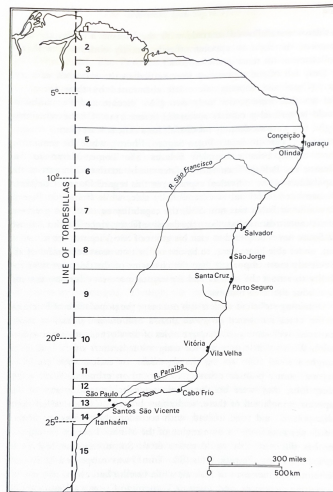 1
2
3
5°
4
Conçeição
5
Igaraçu
Olinda
6
R. São Francisco
10°
7
LINE OF TORDESILLAS
Salvador
8
São Jorge
Santa Cruz
9
Pôrto Seguro
20°
10
Vitória
Vila Velha
11
R. Paraíba
12
São Paulo
Cabo Frio
13
Santos São Vicente
14
Itanhaém
25°
15
0 300 miles
0 500 km